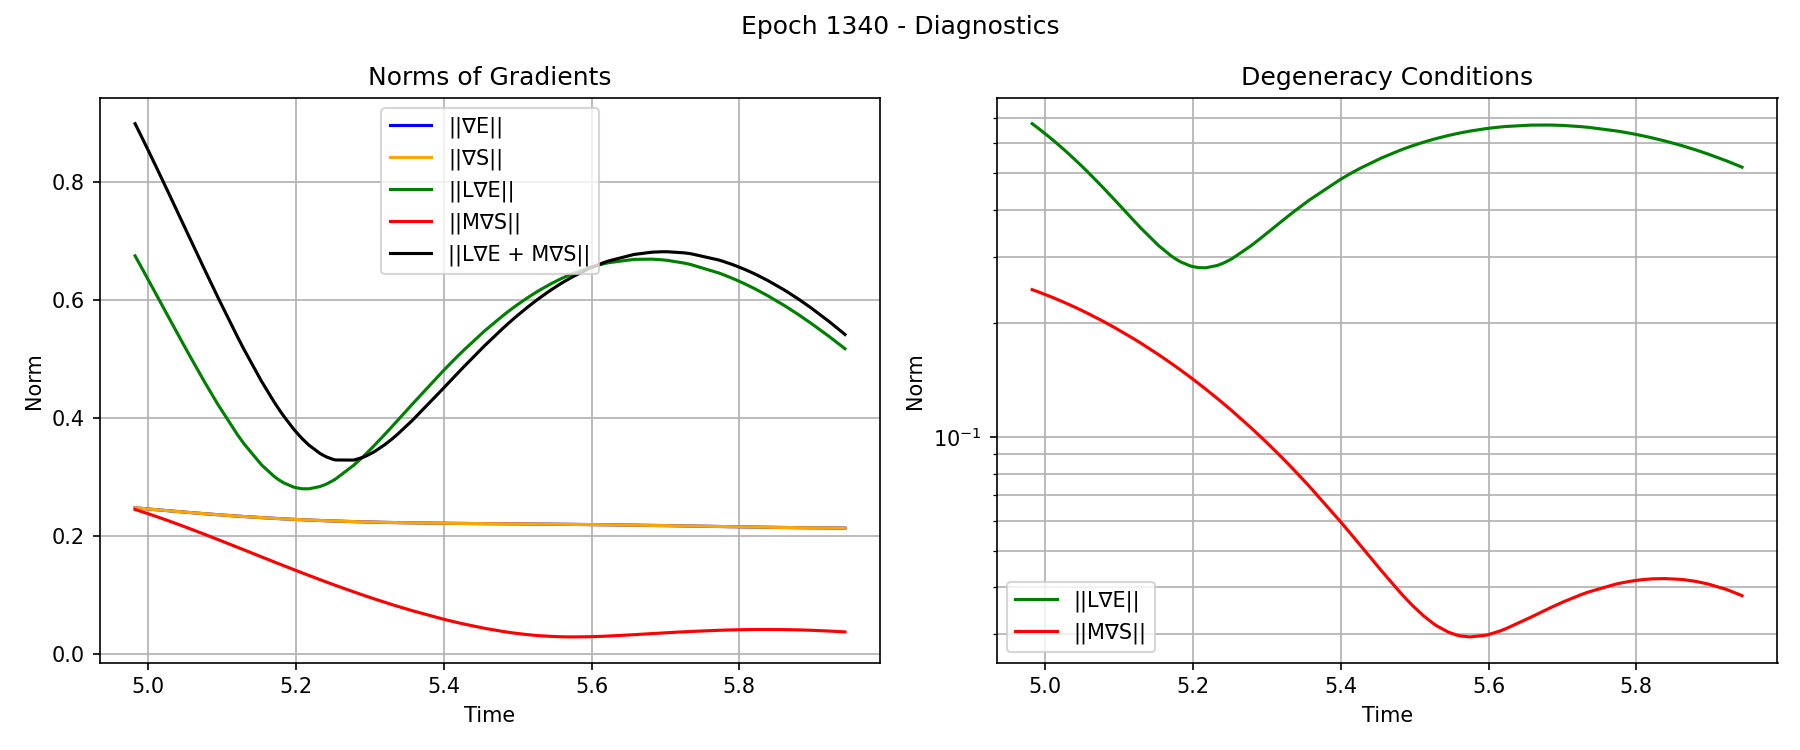 Epoch 1340 - Diagnostics
Norms of Gradients
Norm
0.8
0.6
0.4
0.2
0.0
5.0 5.2 5.4 5.6 5.8
Time
||∇E||
||∇S||
||L∇E||
||M∇S||
||L∇E + M∇S||
Degeneracy Conditions
Norm
10⁻¹
5.0 5.2 5.4 5.6 5.8
Time
||L∇E||
||M∇S||